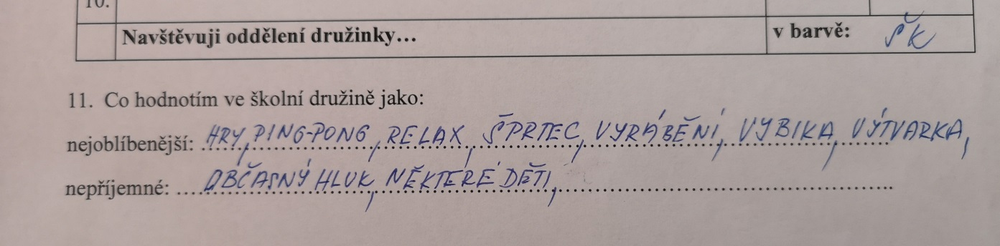 10.
Navštěvuji oddělení družinky… v barvě: ŠK
11. Co hodnotím ve školní družině jako:
nejoblíbenější: HRY, PING-PONG, RELAX, ŠPRTEC, VYRÁBĚNÍ, VYBÍKA, VÝTVARKA,
nepříjemné: OBČASNÝ HLUK, NĚKTERÉ DĚTI,